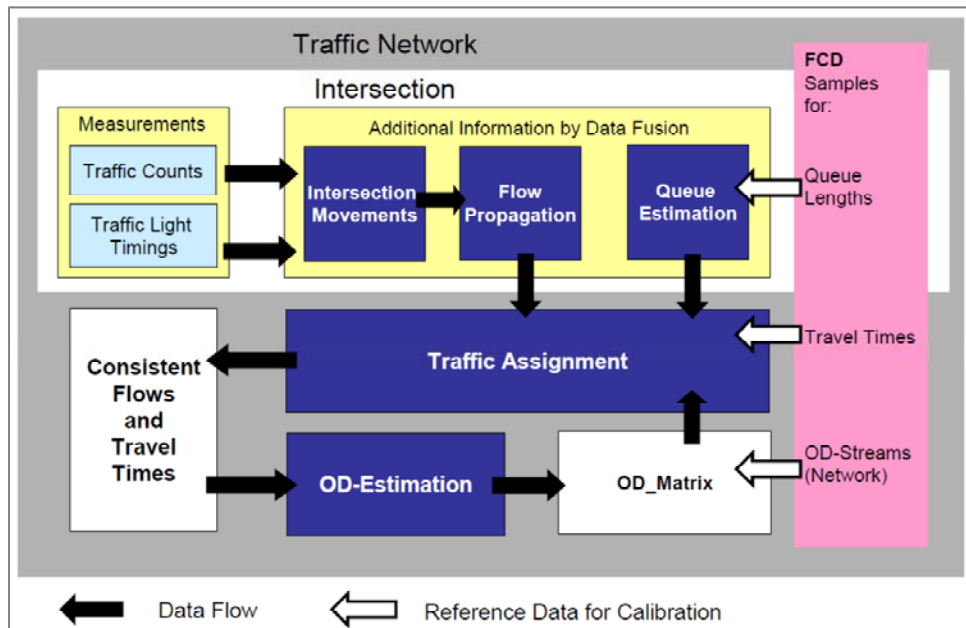 Traffic Network
Intersection
FCD
Samples
for:
Measurements
Traffic Counts
Traffic Light
Timings
Additional Information by Data Fusion
Intersection
Movements
Flow
Propagation
Queue
Estimation
Queue
Lengths
Consistent
Flows
and
Travel
Times
Traffic Assignment
Travel Times
OD-Estimation
OD_Matrix
OD-Streams
(Network)
Data Flow
Reference Data for Calibration